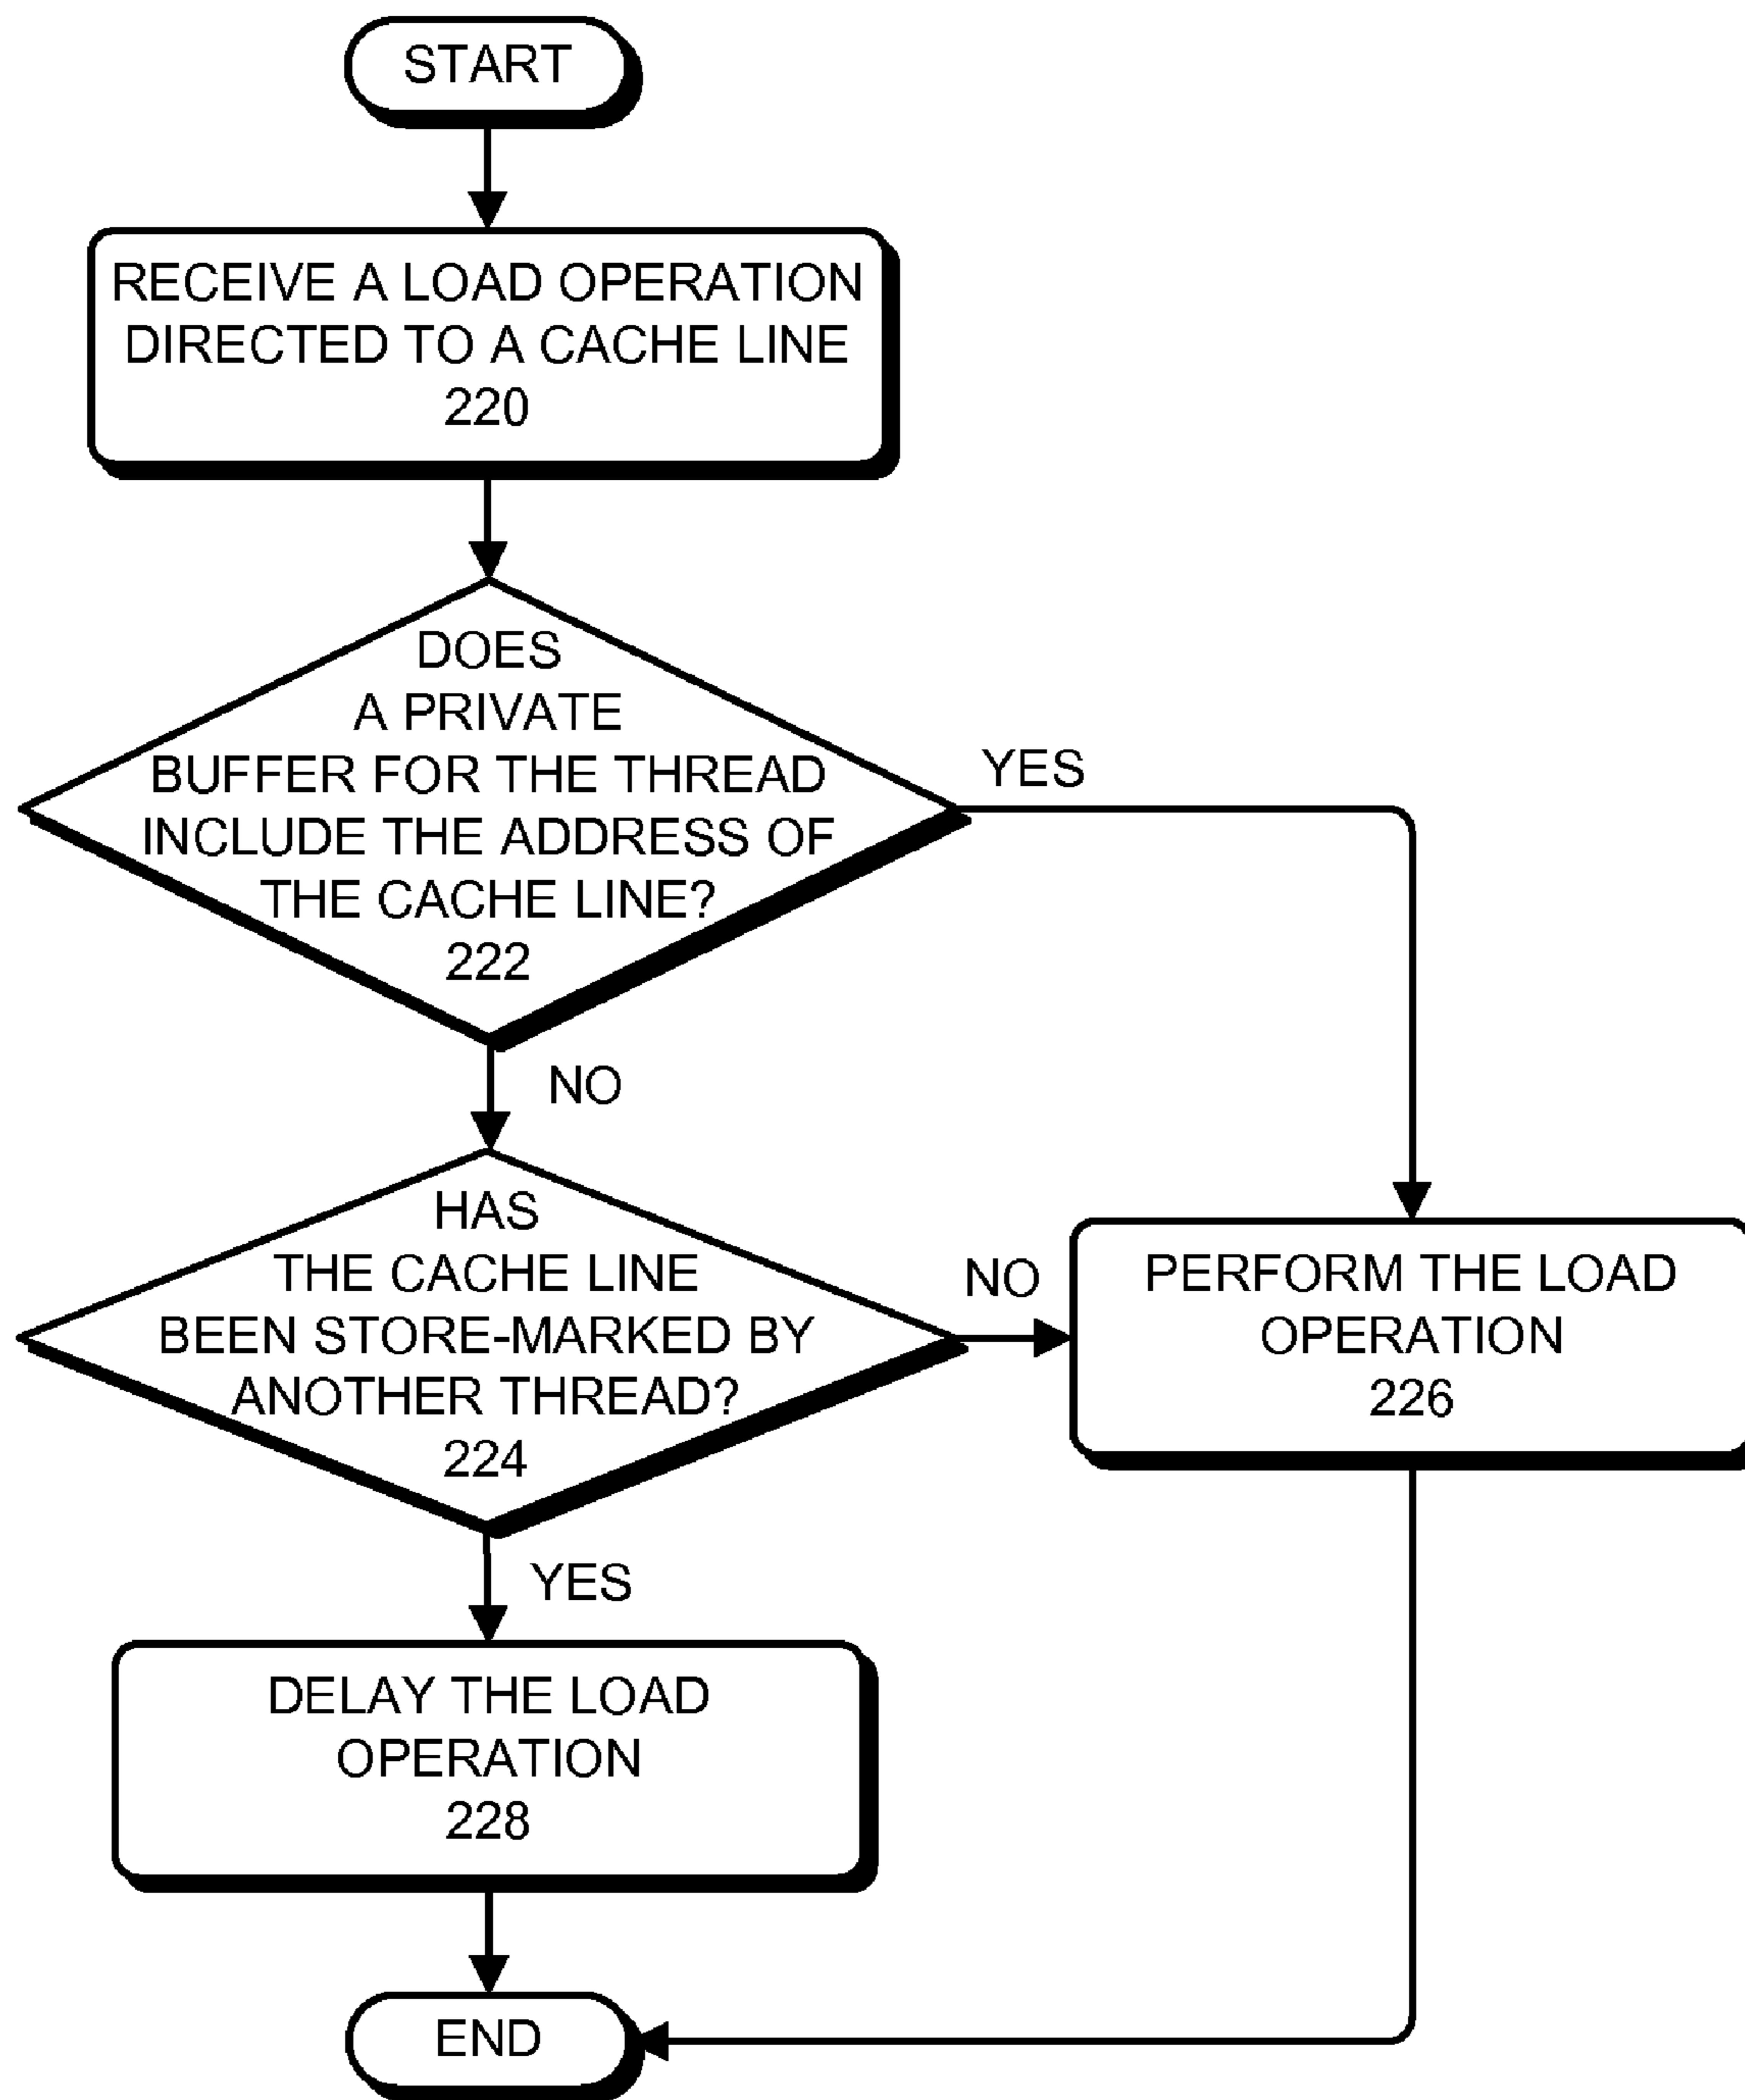 START
RECEIVE A LOAD OPERATION
DIRECTED TO A CACHE LINE
220
DOES
A PRIVATE
BUFFER FOR THE THREAD
INCLUDE THE ADDRESS OF
THE CACHE LINE?
222
YES
NO
HAS
THE CACHE LINE
BEEN STORE-MARKED BY
ANOTHER THREAD?
224
NO
PERFORM THE LOAD
OPERATION
226
YES
DELAY THE LOAD
OPERATION
228
END